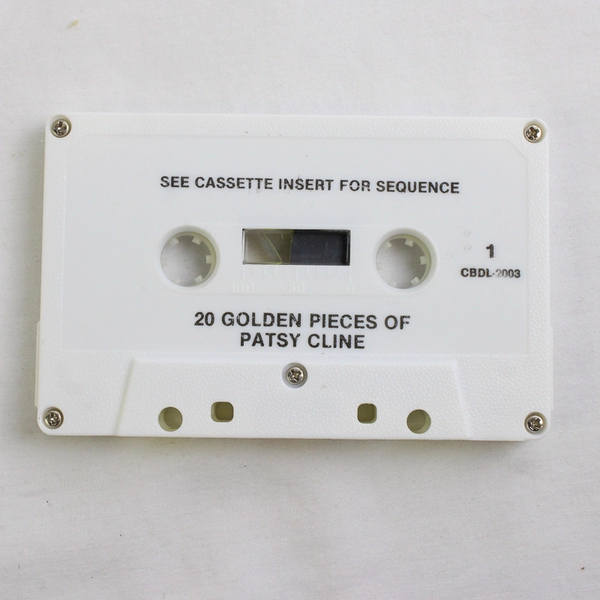 SEE CASSETTE INSERT FOR SEQUENCE
1
CBDL-2003
20 GOLDEN PIECES OF
PATSY CLINE